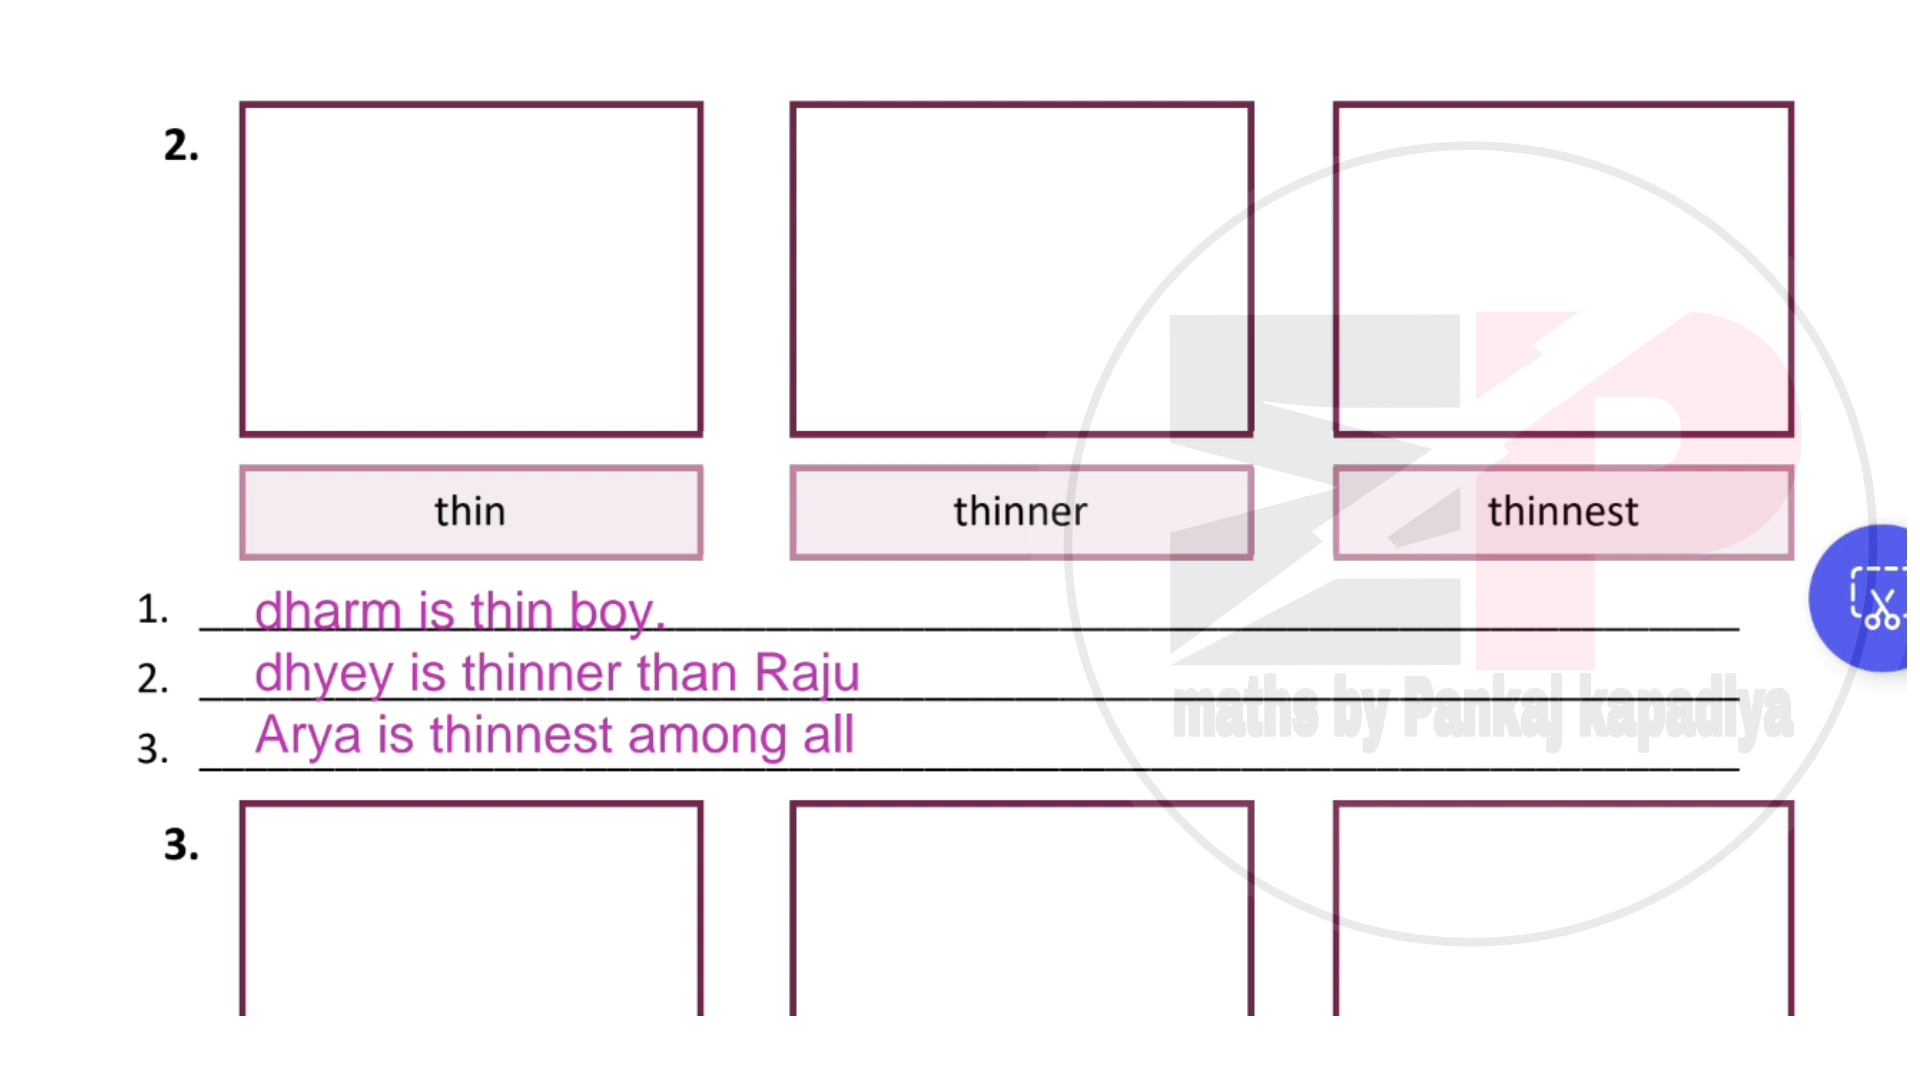 2.
thin thinner thinnest
1. dharm is thin boy.
2. dhyey is thinner than Raju
3. Arya is thinnest among all
maths by Pankaj kapadiya
3.